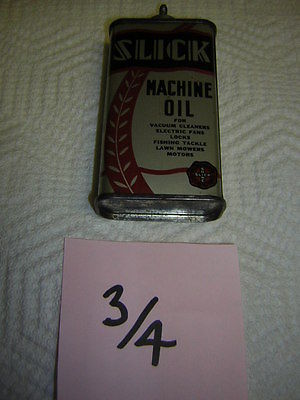 SLICK
MACHINE
OIL
FOR
VACUUM CLEANERS
ELECTRIC FANS
LOCKS
FISHING TACKLE
LAWN MOWERS
MOTORS
3/4